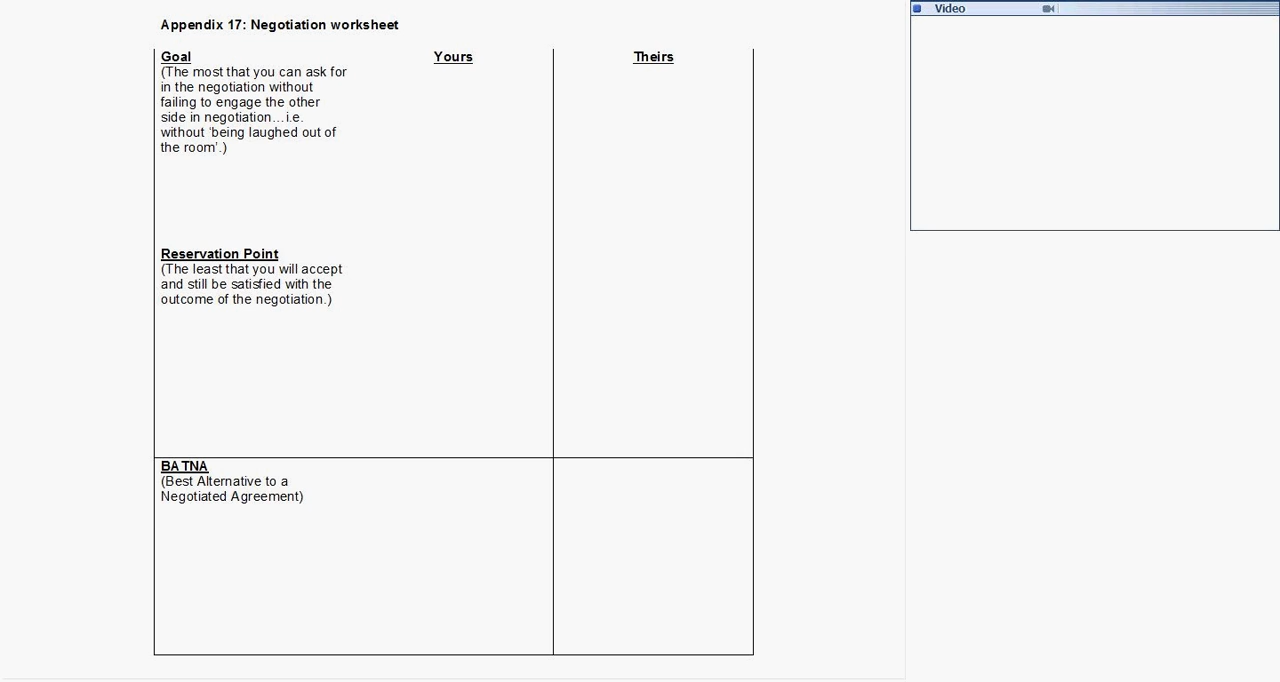 Appendix 17: Negotiation worksheet
Video
Goal Yours Theirs
(The most that you can ask for
in the negotiation without
failing to engage the other
side in negotiation…i.e.
without 'being laughed out of
the room'.)
Reservation Point
(The least that you will accept
and still be satisfied with the
outcome of the negotiation.)
BATNA
(Best Alternative to a
Negotiated Agreement)